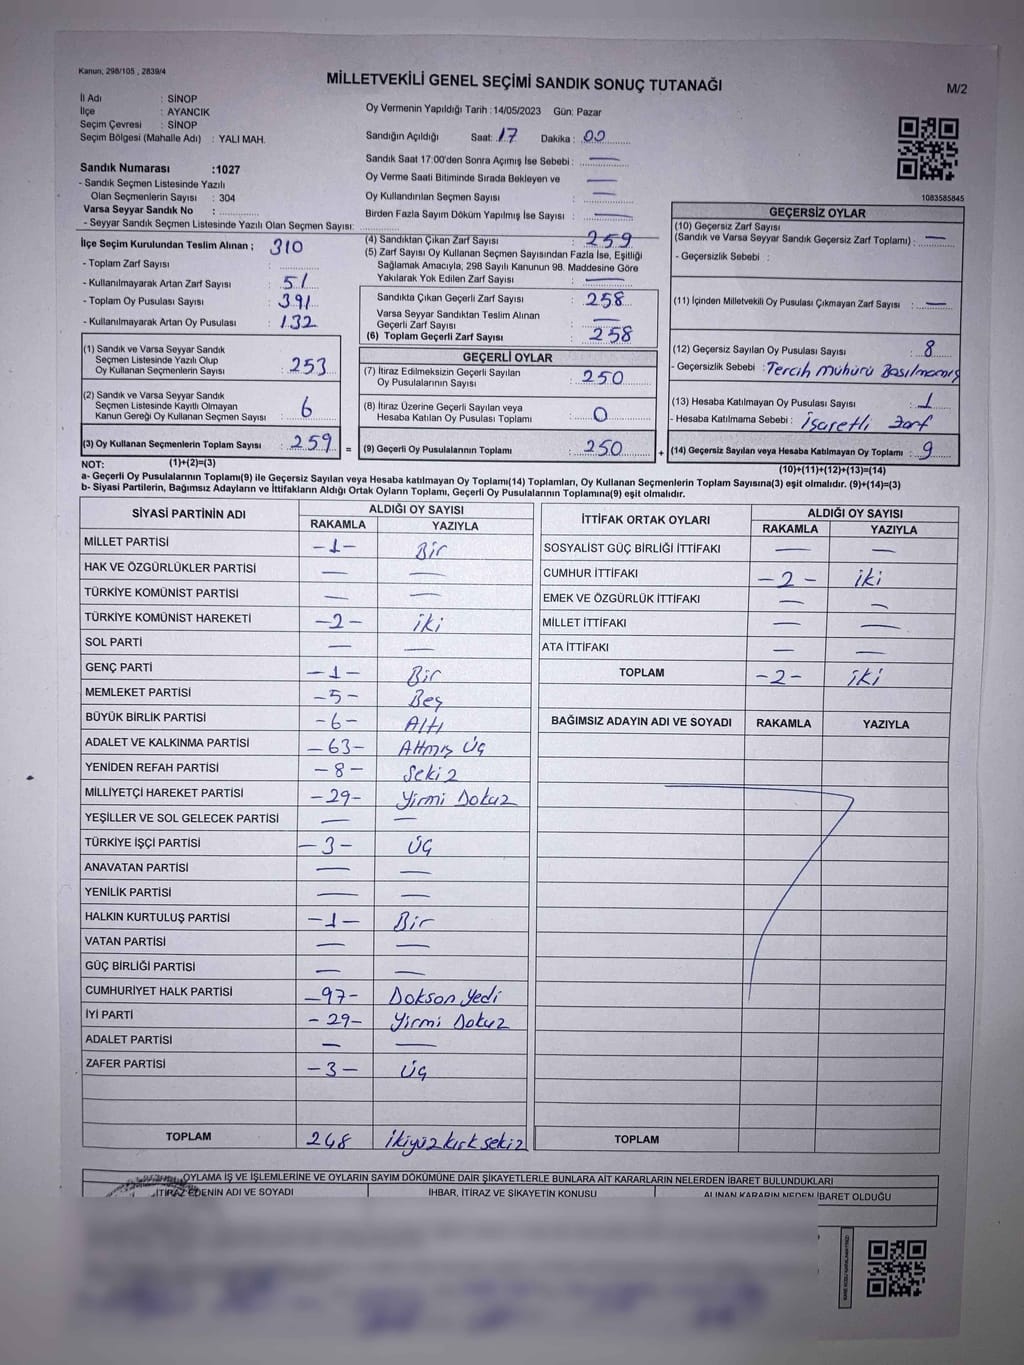 Kanun, 298/105 , 2839/4
MİLLETVEKİLİ GENEL SEÇİMİ SANDIK SONUÇ TUTANAĞI
M/2
İl Adı : SİNOP
İlçe : AYANCIK
Seçim Çevresi : SİNOP
Seçim Bölgesi (Mahalle Adı) : YALI MAH.
Oy Vermenin Yapıldığı Tarih : 14/05/2023 Gün: Pazar
Sandığın Açıldığı Saat: 17 Dakika : 00
Sandık Saat 17:00'den Sonra Açımış İse Sebebi : —
Oy Verme Saati Bitiminde Sırada Bekleyen ve —
Oy Kullandırılan Seçmen Sayısı —
Birden Fazla Sayım Döküm Yapılmış İse Sayısı : —
1083585845
Sandık Numarası :1027
- Sandık Seçmen Listesinde Yazılı
Olan Seçmenlerin Sayısı : 304
Varsa Seyyar Sandık No :
- Seyyar Sandık Seçmen Listesinde Yazılı Olan Seçmen Sayısı:
İlçe Seçim Kurulundan Teslim Alınan ; 310
- Toplam Zarf Sayısı :
- Kullanılmayarak Artan Zarf Sayısı : 51
- Toplam Oy Pusulası Sayısı : 391
- Kullanılmayarak Artan Oy Pusulası : 132
(1) Sandık ve Varsa Seyyar Sandık
Seçmen Listesinde Yazılı Olup
Oy Kullanan Seçmenlerin Sayısı : 253
(2) Sandık ve Varsa Seyyar Sandık
Seçmen Listesinde Kayıtlı Olmayan
Kanun Gereği Oy Kullanan Seçmen Sayısı : 6
(3) Oy Kullanan Seçmenlerin Toplam Sayısı : 259 =
(1)+(2)=(3)
(4) Sandıktan Çıkan Zarf Sayısı : 259
(5) Zarf Sayısı Oy Kullanan Seçmen Sayısından Fazla İse, Eşitliği
Sağlamak Amacıyla, 298 Sayılı Kanunun 98. Maddesine Göre
Yakılarak Yok Edilen Zarf Sayısı : —
Sandıkta Çıkan Geçerli Zarf Sayısı : 258
Varsa Seyyar Sandıktan Teslim Alınan
Geçerli Zarf Sayısı : —
(6) Toplam Geçerli Zarf Sayısı : 258
GEÇERLİ OYLAR
(7) İtiraz Edilmeksizin Geçerli Sayılan
Oy Pusulalarının Sayısı : 250
(8) İtiraz Üzerine Geçerli Sayılan veya
Hesaba Katılan Oy Pusulası Toplamı : 0
(9) Geçerli Oy Pusulalarının Toplamı : 250 +
GEÇERSİZ OYLAR
(10) Geçersiz Zarf Sayısı
(Sandık ve Varsa Seyyar Sandık Geçersiz Zarf Toplamı) : —
- Geçersizlik Sebebi :
(11) İçinden Milletvekili Oy Pusulası Çıkmayan Zarf Sayısı : —
(12) Geçersiz Sayılan Oy Pusulası Sayısı : 8
- Geçersizlik Sebebi : Tercih Mühürü Basılmamış
(13) Hesaba Katılmayan Oy Pusulası Sayısı : 1
- Hesaba Katılmama Sebebi : İşaretli Zarf
(14) Geçersiz Sayılan veya Hesaba Katılmayan Oy Toplamı : 9
(10)+(11)+(12)+(13)=(14)
NOT:
a- Geçerli Oy Pusulalarının Toplamı(9) ile Geçersiz Sayılan veya Hesaba katılmayan Oy Toplamı(14) Toplamları, Oy Kullanan Seçmenlerin Toplam Sayısına(3) eşit olmalıdır. (9)+(14)=(3)
b- Siyasi Partilerin, Bağımsız Adayların ve İttifakların Aldığı Ortak Oyların Toplamı, Geçerli Oy Pusulalarının Toplamına(9) eşit olmalıdır.
SİYASİ PARTİNİN ADI ALDIĞI OY SAYISI
RAKAMLA YAZIYLA
MİLLET PARTİSİ -1- Bir
HAK VE ÖZGÜRLÜKLER PARTİSİ — —
TÜRKİYE KOMÜNİST PARTİSİ — —
TÜRKİYE KOMÜNİST HAREKETİ -2- iki
SOL PARTİ — —
GENÇ PARTİ -1- Bir
MEMLEKET PARTİSİ -5- Beş
BÜYÜK BİRLİK PARTİSİ -6- Altı
ADALET VE KALKINMA PARTİSİ -63- Altmış Üç
YENİDEN REFAH PARTİSİ -8- Sekiz
MİLLİYETÇİ HAREKET PARTİSİ -29- Yirmi Dokuz
YEŞİLLER VE SOL GELECEK PARTİSİ — —
TÜRKİYE İŞÇİ PARTİSİ -3- ÜÇ
ANAVATAN PARTİSİ — —
YENİLİK PARTİSİ — —
HALKIN KURTULUŞ PARTİSİ -1- Bir
VATAN PARTİSİ — —
GÜÇ BİRLİĞİ PARTİSİ — —
CUMHURİYET HALK PARTİSİ -97- Doksan Yedi
İYİ PARTİ -29- Yirmi Dokuz
ADALET PARTİSİ — —
ZAFER PARTİSİ -3- Üç
TOPLAM 248 İkiyüz kırk sekiz
İTTİFAK ORTAK OYLARI ALDIĞI OY SAYISI
RAKAMLA YAZIYLA
SOSYALİST GÜÇ BİRLİĞİ İTTİFAKI — —
CUMHUR İTTİFAKI -2- iki
EMEK VE ÖZGÜRLÜK İTTİFAKI — —
MİLLET İTTİFAKI — —
ATA İTTİFAKI — —
TOPLAM -2- iki
BAĞIMSIZ ADAYIN ADI VE SOYADI RAKAMLA YAZIYLA
TOPLAM
OYLAMA İŞ VE İŞLEMLERİNE VE OYLARIN SAYIM DÖKÜMÜNE DAİR ŞİKAYETLERLE BUNLARA AİT KARARLARIN NELERDEN İBARET BULUNDUKLARI
İTİRAZ EDENİN ADI VE SOYADI İHBAR, İTİRAZ VE ŞİKAYETİN KONUSU ALINAN KARARIN NEDEN İBARET OLDUĞU